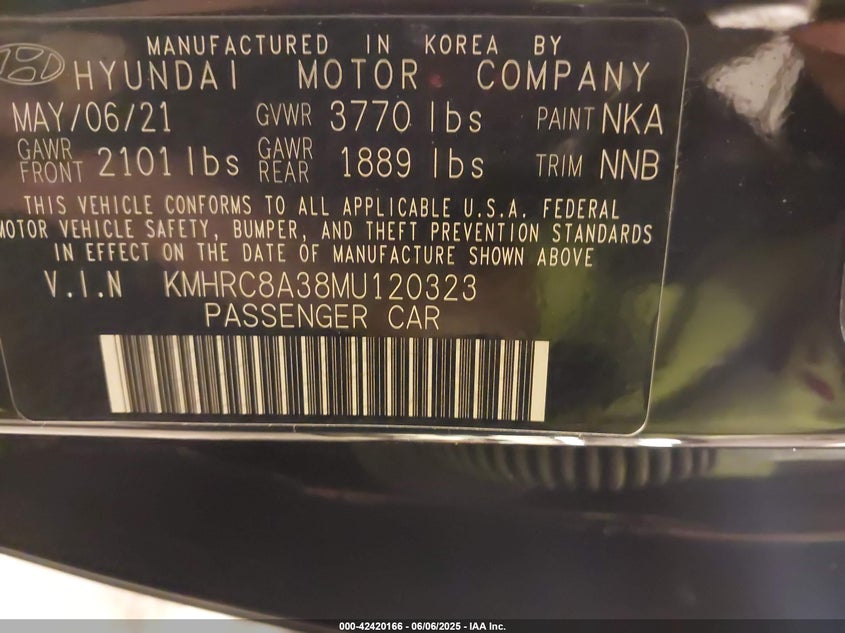 MANUFACTURED IN KOREA BY
HYUNDAI MOTOR COMPANY
MAY/06/21 GVWR 3770 lbs PAINT NKA
GAWR FRONT 2101 lbs GAWR REAR 1889 lbs TRIM NNB
THIS VEHICLE CONFORMS TO ALL APPLICABLE U.S.A. FEDERAL
MOTOR VEHICLE SAFETY, BUMPER, AND THEFT PREVENTION STANDARDS
IN EFFECT ON THE DATE OF MANUFACTURE SHOWN ABOVE
V.I.N KMHRC8A38MU120323
PASSENGER CAR
000-42420166 - 06/06/2025 - IAA Inc.